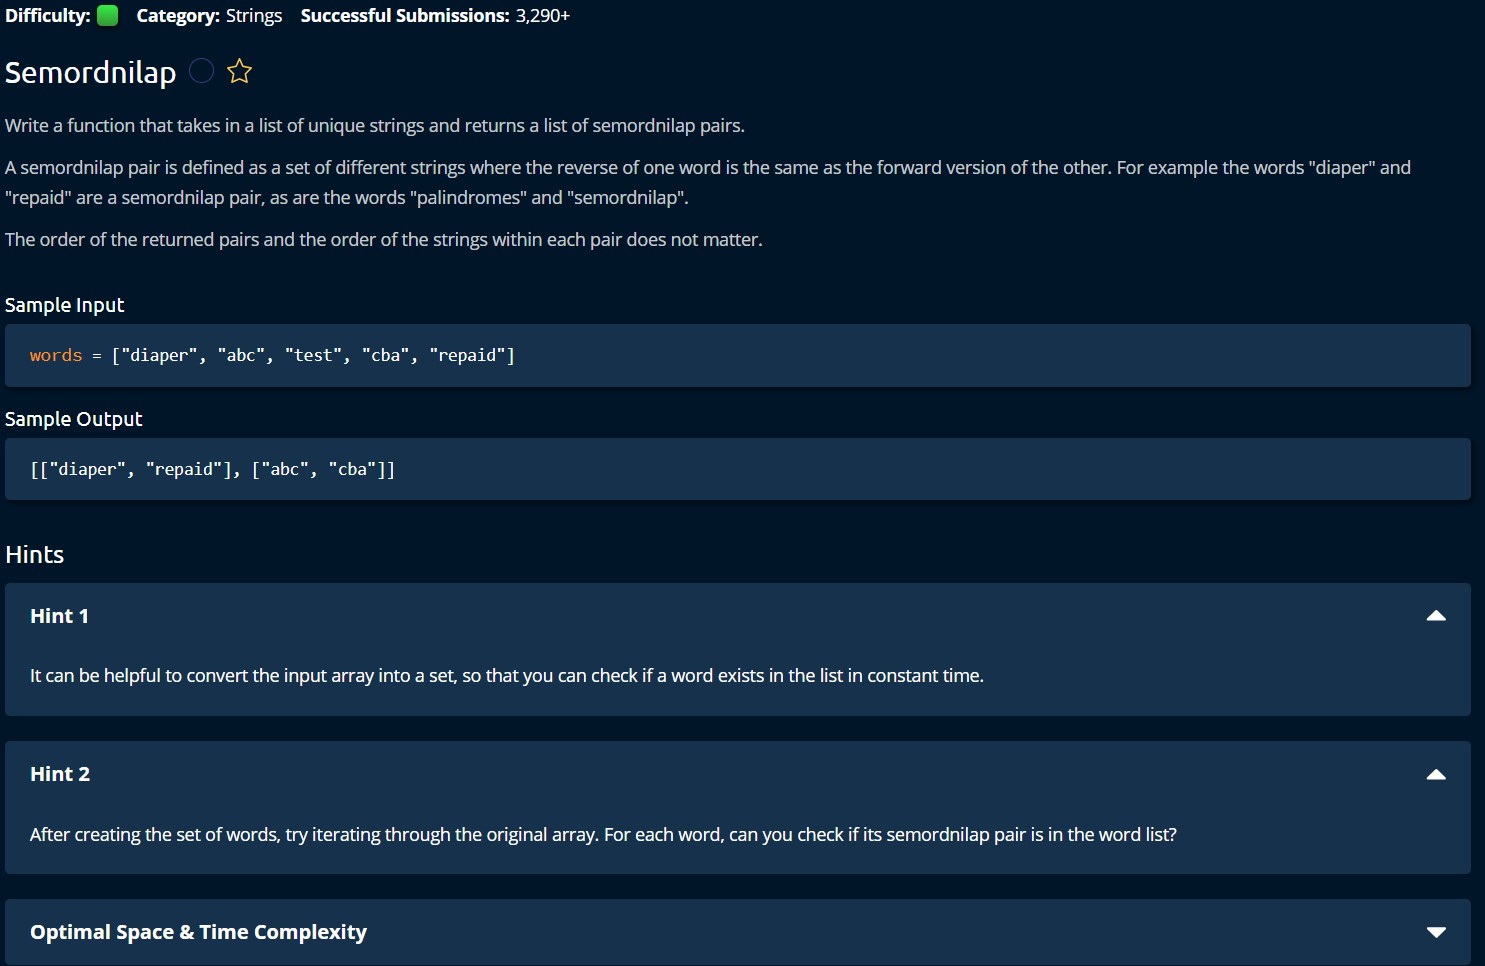 Difficulty: Category: Strings Successful Submissions: 3,290+
Semordnilap
Write a function that takes in a list of unique strings and returns a list of semordnilap pairs.
A semordnilap pair is defined as a set of different strings where the reverse of one word is the same as the forward version of the other. For example the words "diaper" and
"repaid" are a semordnilap pair, as are the words "palindromes" and "semordnilap".
The order of the returned pairs and the order of the strings within each pair does not matter.
Sample Input
words = ["diaper", "abc", "test", "cba", "repaid"]
Sample Output
[["diaper", "repaid"], ["abc", "cba"]]
Hints
Hint 1
It can be helpful to convert the input array into a set, so that you can check if a word exists in the list in constant time.
Hint 2
After creating the set of words, try iterating through the original array. For each word, can you check if its semordnilap pair is in the word list?
Optimal Space & Time Complexity